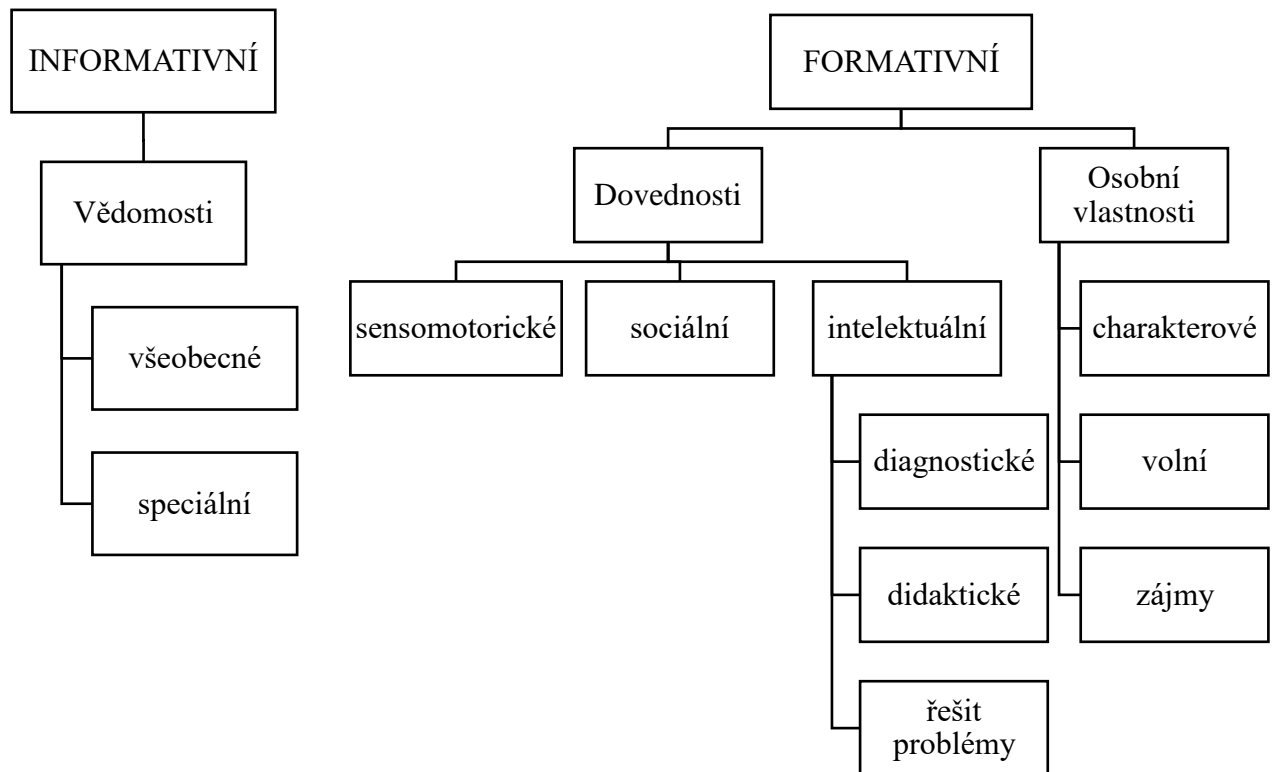 INFORMATIVNÍ
Vědomosti
všeobecné
speciální
FORMATIVNÍ
Dovednosti
sensomotorické
sociální
intelektuální
diagnostické
didaktické
řešit
problémy
Osobní
vlastnosti
charakterové
volní
zájmy